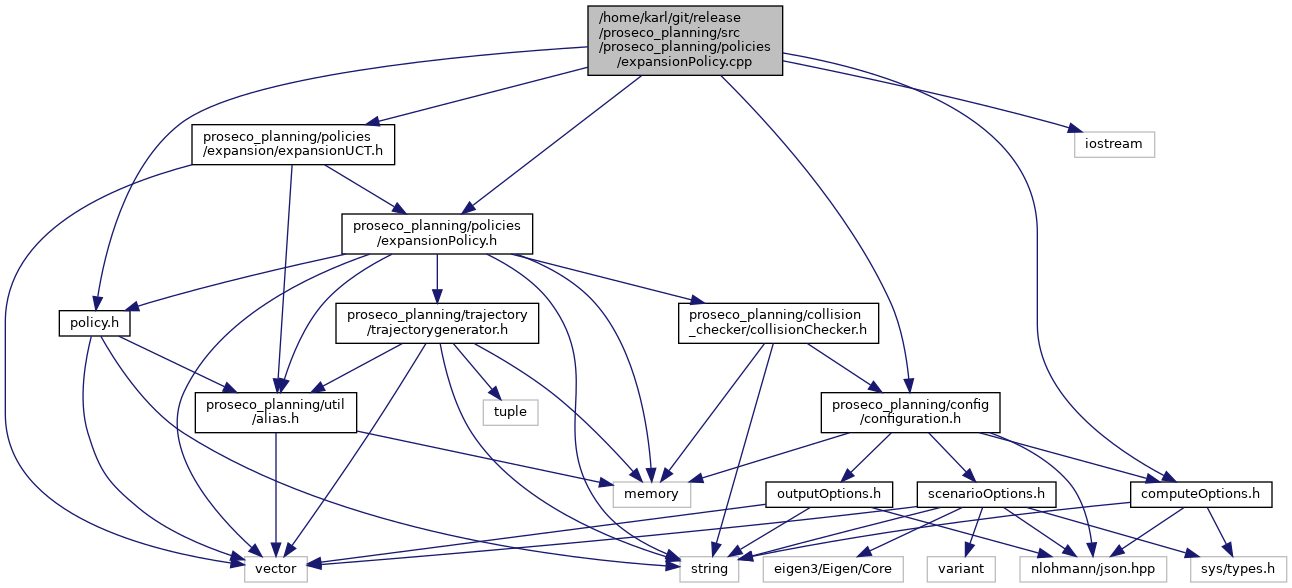 /home/karl/git/release
/proseco_planning/src
/proseco_planning/policies
/expansionPolicy.cpp
proseco_planning/policies
/expansion/expansionUCT.h
iostream
proseco_planning/policies
/expansionPolicy.h
policy.h
proseco_planning/trajectory
/trajectorygenerator.h
proseco_planning/collision
_checker/collisionChecker.h
proseco_planning/util
/alias.h
tuple
proseco_planning/config
/configuration.h
memory
outputOptions.h
scenarioOptions.h
computeOptions.h
vector
string
eigen3/Eigen/Core
variant
nlohmann/json.hpp
sys/types.h